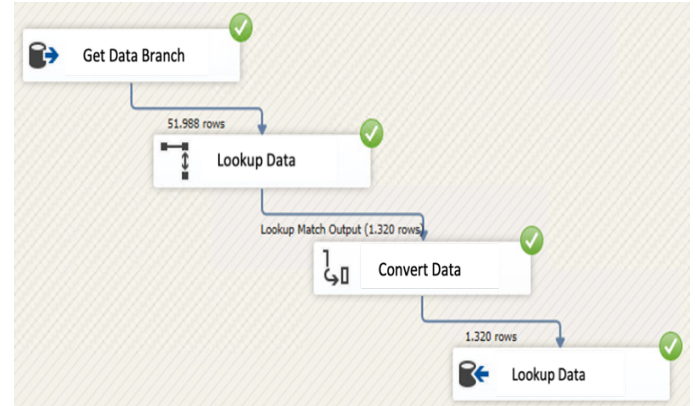 Get Data Branch
51.988 rows
Lookup Data
Lookup Match Output (1.320 rows)
Convert Data
1.320 rows
Lookup Data